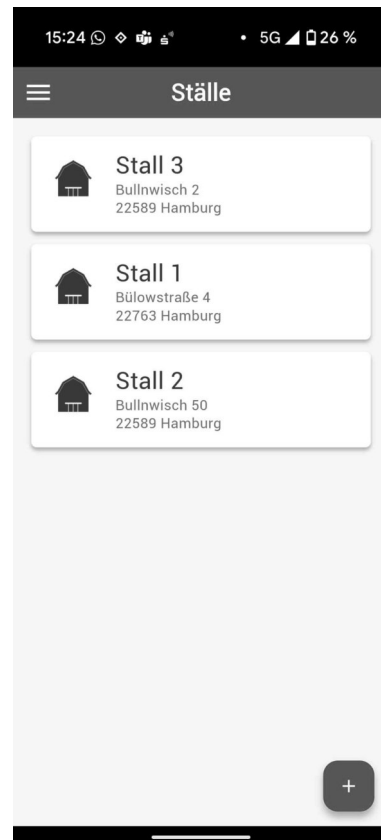 15:24 5G 26 %
Ställe
Stall 3
Bullnwisch 2
22589 Hamburg
Stall 1
Bülowstraße 4
22763 Hamburg
Stall 2
Bullnwisch 50
22589 Hamburg
+